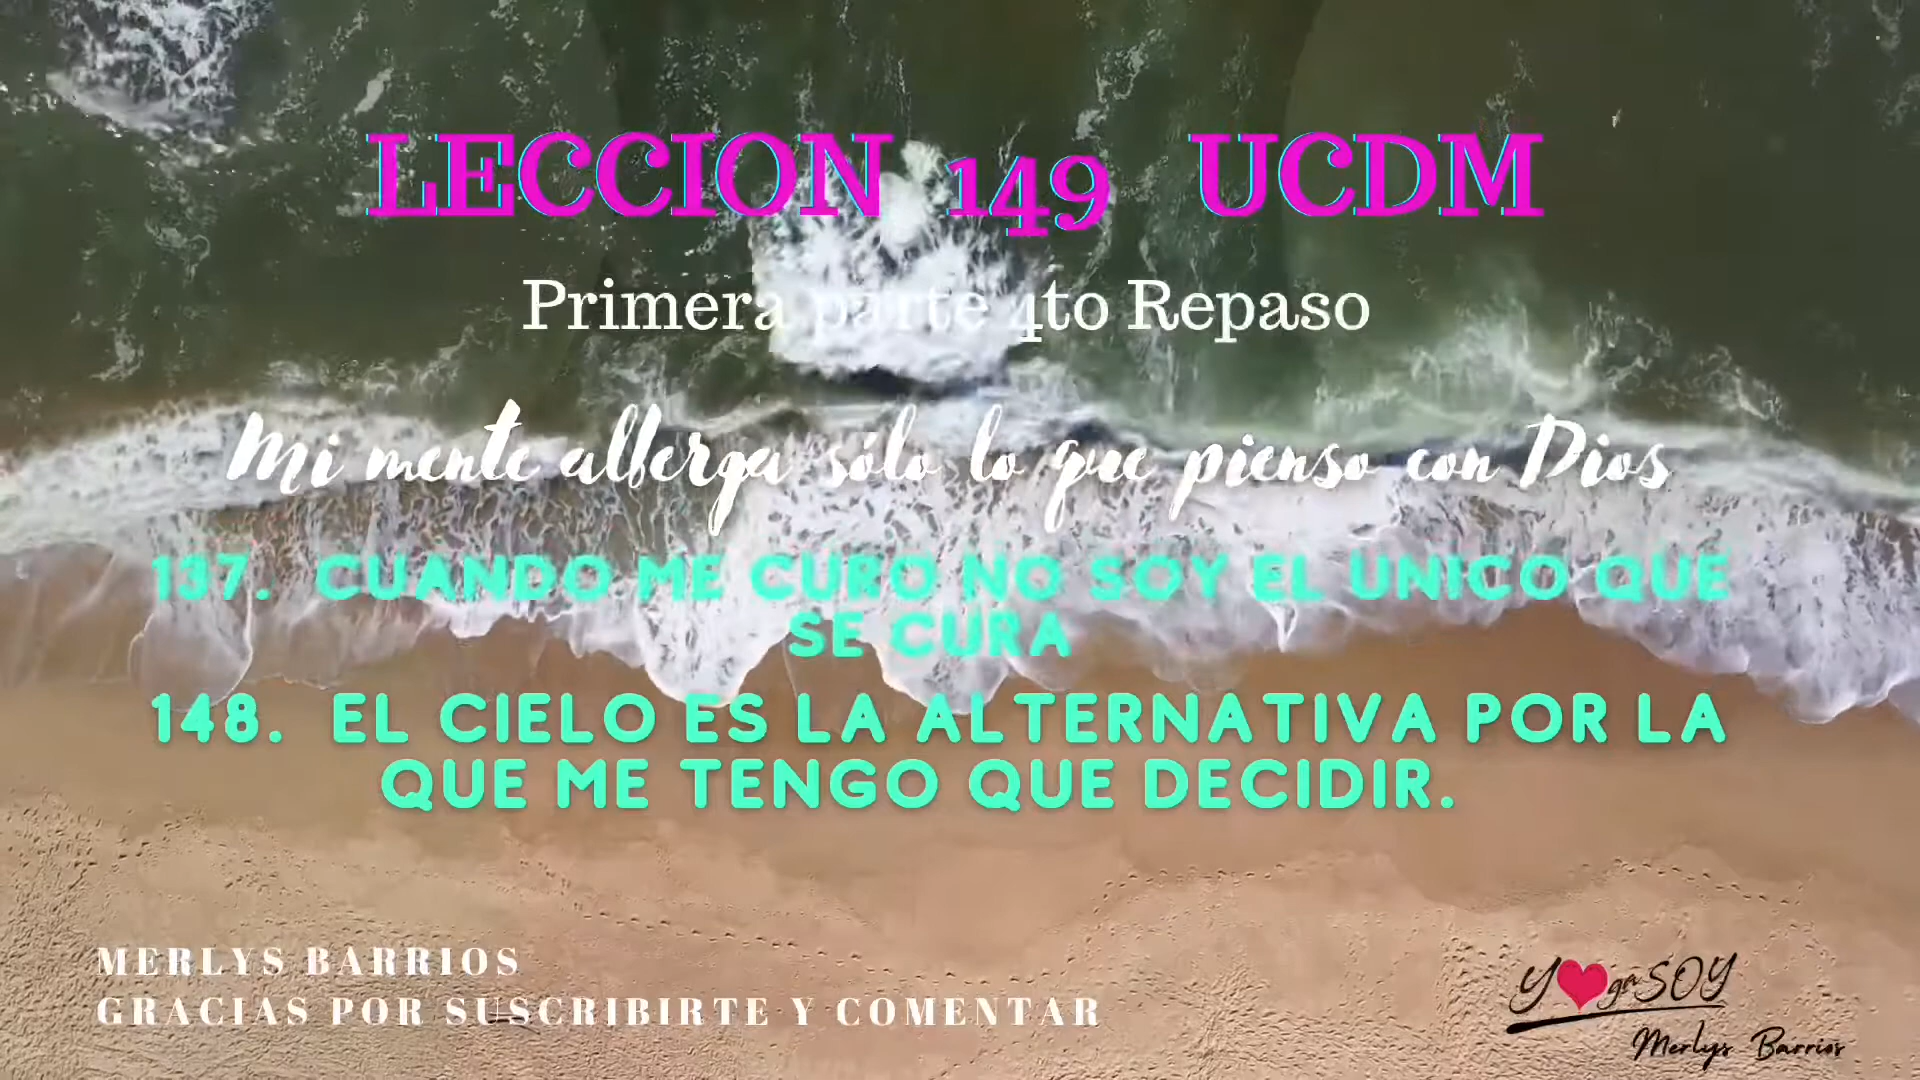 LECCION 149 UCDM
Primera parte 4to Repaso
Mi mente alberga sólo lo que pienso con Dios
137. CUANDO ME CURO NO SOY EL UNICO QUE
SE CURA
148. EL CIELO ES LA ALTERNATIVA POR LA
QUE ME TENGO QUE DECIDIR.
MERLYS BARRIOS
GRACIAS POR SUSCRIBIRTE Y COMENTAR
YogaSOY
Merlys Barrios